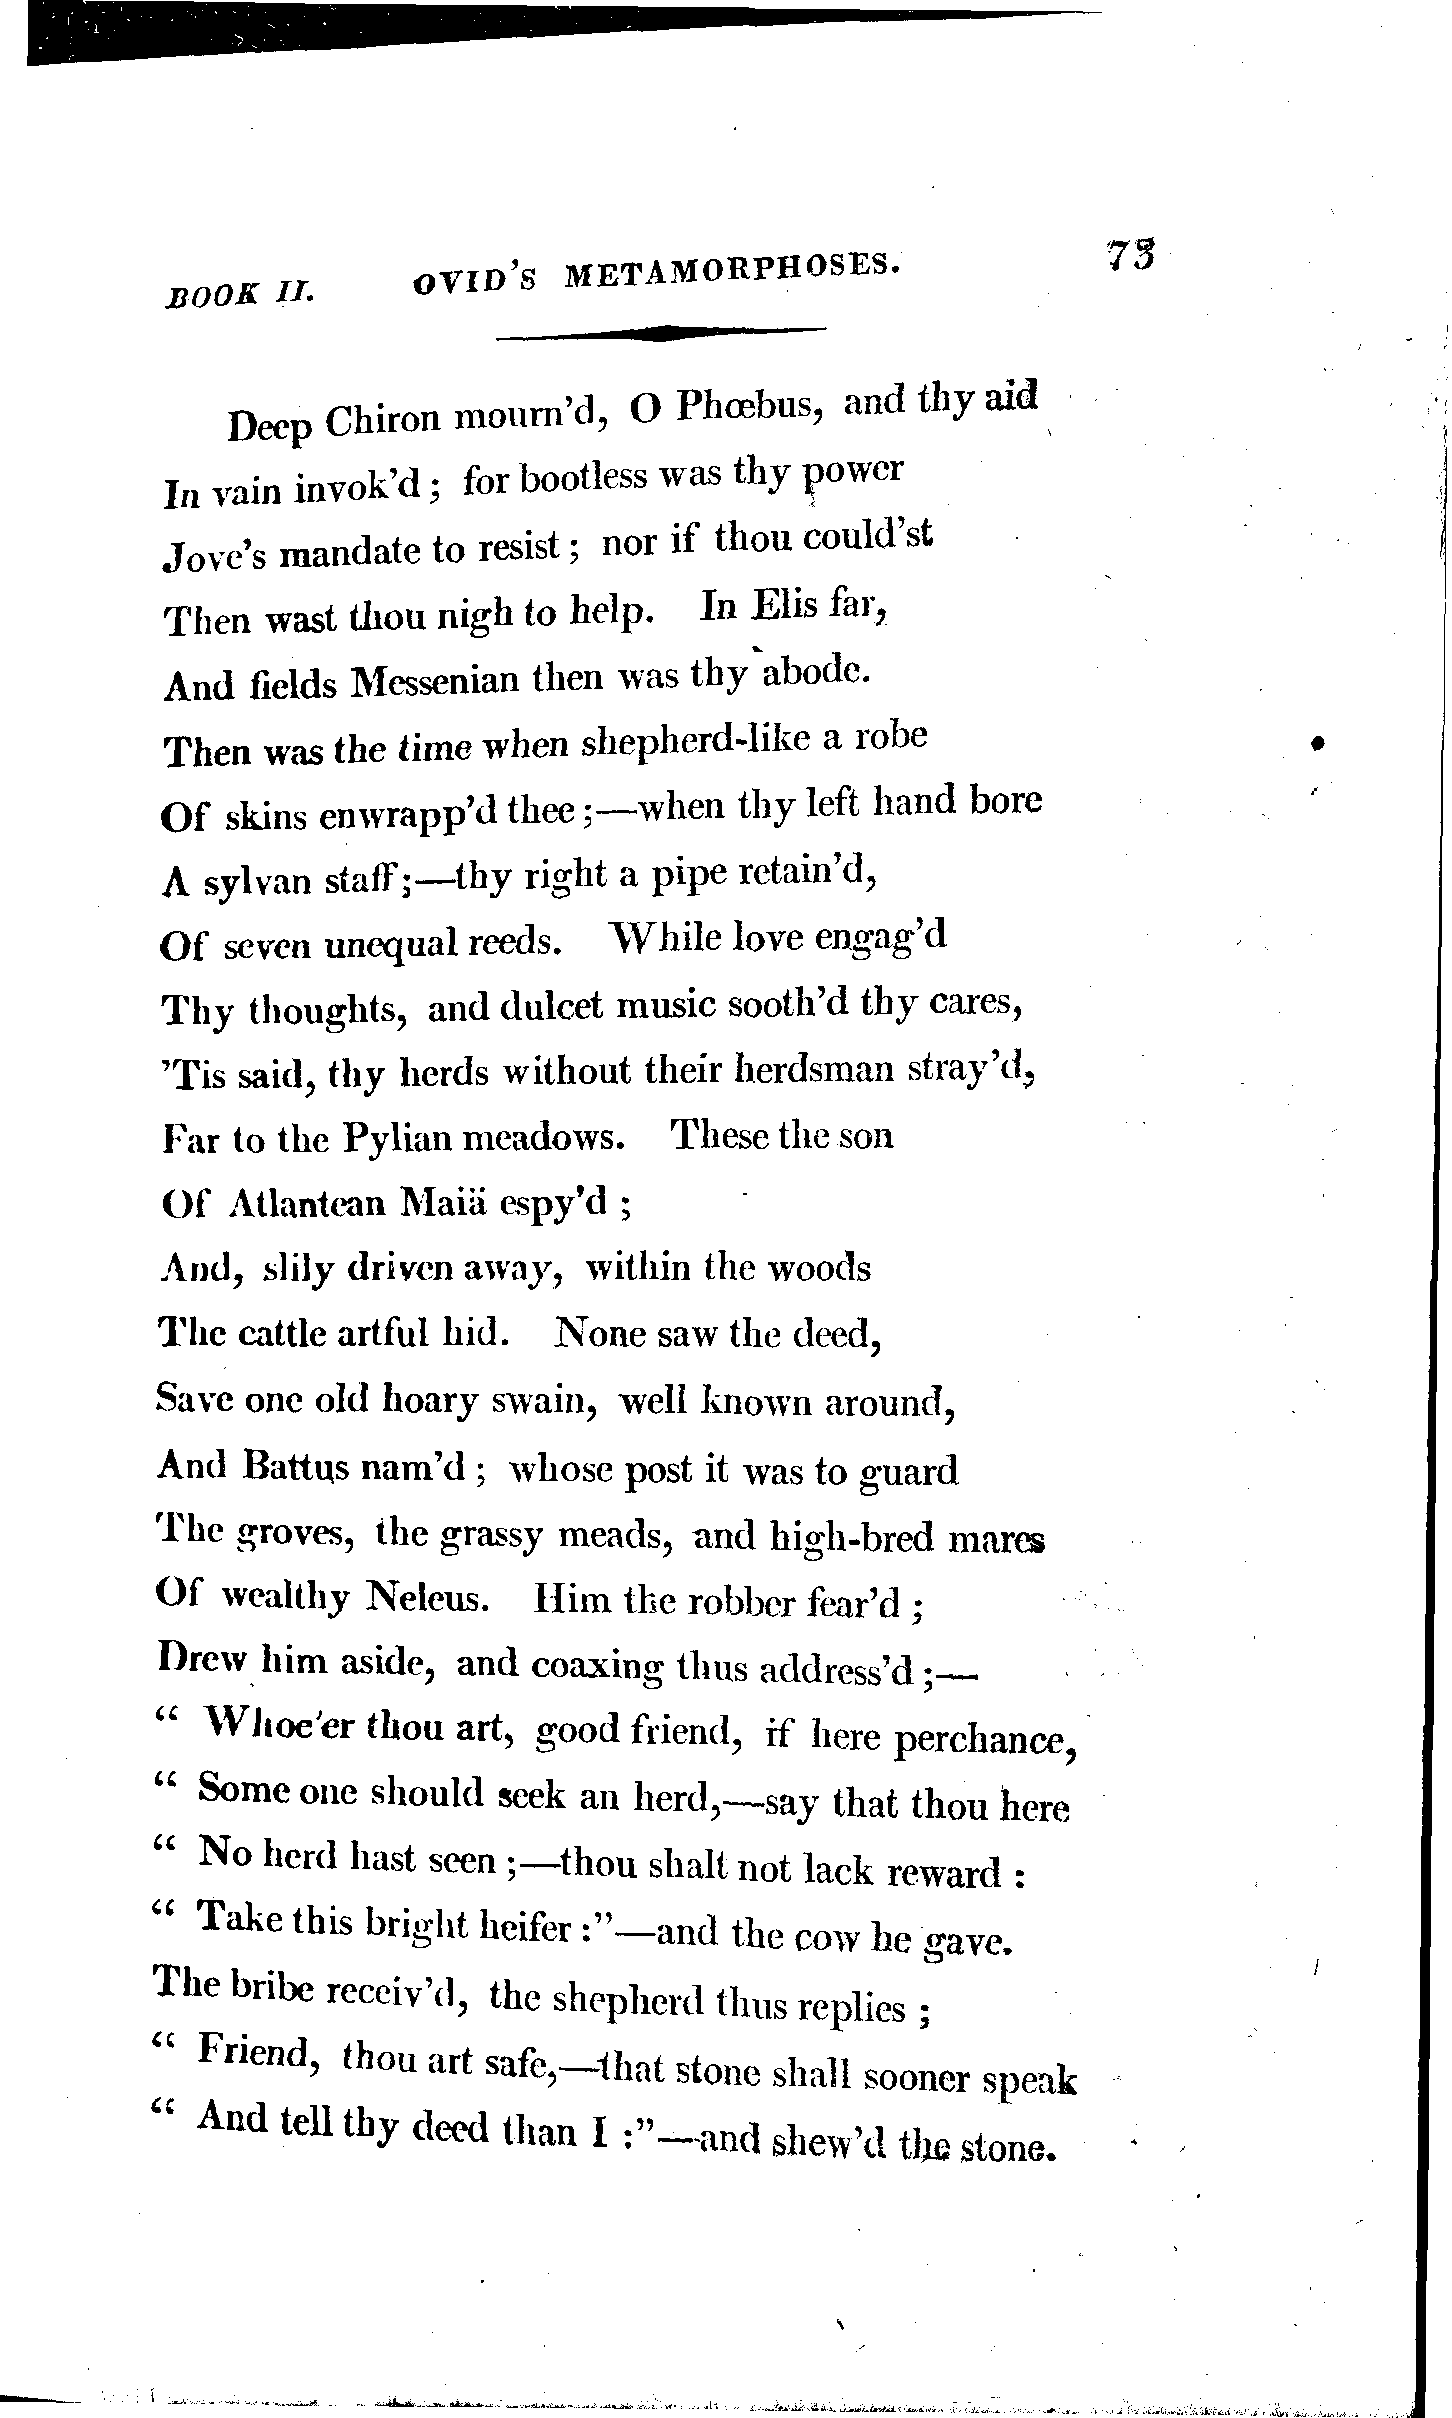 BOOK II. OVID'S METAMORPHOSES. 73
Deep Chiron mourn'd, O Phœbus, and thy aid
In vain invok'd; for bootless was thy power
Jove's mandate to resist; nor if thou could'st
Then wast thou nigh to help. In Elis far,
And fields Messenian then was thy abode.
Then was the time when shepherd-like a robe
Of skins enwrapp'd thee;—when thy left hand bore
A sylvan staff;—thy right a pipe retain'd,
Of seven unequal reeds. While love engag'd
Thy thoughts, and dulcet music sooth'd thy cares,
'Tis said, thy herds without their herdsman stray'd,
Far to the Pylian meadows. These the son
Of Atlantean Maiä espy'd;
And, slily driven away, within the woods
The cattle artful hid. None saw the deed,
Save one old hoary swain, well known around,
And Battus nam'd; whose post it was to guard
The groves, the grassy meads, and high-bred mares
Of wealthy Neleus. Him the robber fear'd;
Drew him aside, and coaxing thus address'd;—
“ Whoe'er thou art, good friend, if here perchance,
“ Some one should seek an herd,—say that thou here
“ No herd hast seen;—thou shalt not lack reward:
“ Take this bright heifer:”—and the cow he gave.
The bribe receiv'd, the shepherd thus replies;
“ Friend, thou art safe,—that stone shall sooner speak
“ And tell thy deed than I:”—and shew'd the stone.